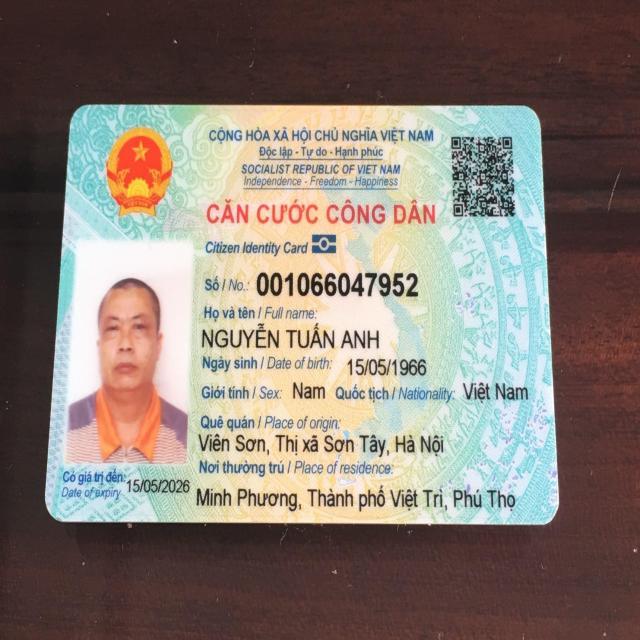 CỘNG HÒA XÃ HỘI CHỦ NGHĨA VIỆT NAM
Độc lập - Tự do - Hạnh phúc
SOCIALIST REPUBLIC OF VIET NAM
Independence - Freedom - Happiness
CĂN CƯỚC CÔNG DÂN
Citizen Identity Card
Số / No.: 001066047952
Họ và tên / Full name:
NGUYỄN TUẤN ANH
Ngày sinh / Date of birth: 15/05/1966
Giới tính / Sex: Nam Quốc tịch / Nationality: Việt Nam
Quê quán / Place of origin:
Viên Sơn, Thị xã Sơn Tây, Hà Nội
Nơi thường trú / Place of residence:
Minh Phương, Thành phố Việt Trì, Phú Thọ
Có giá trị đến: 15/05/2026
Date of expiry